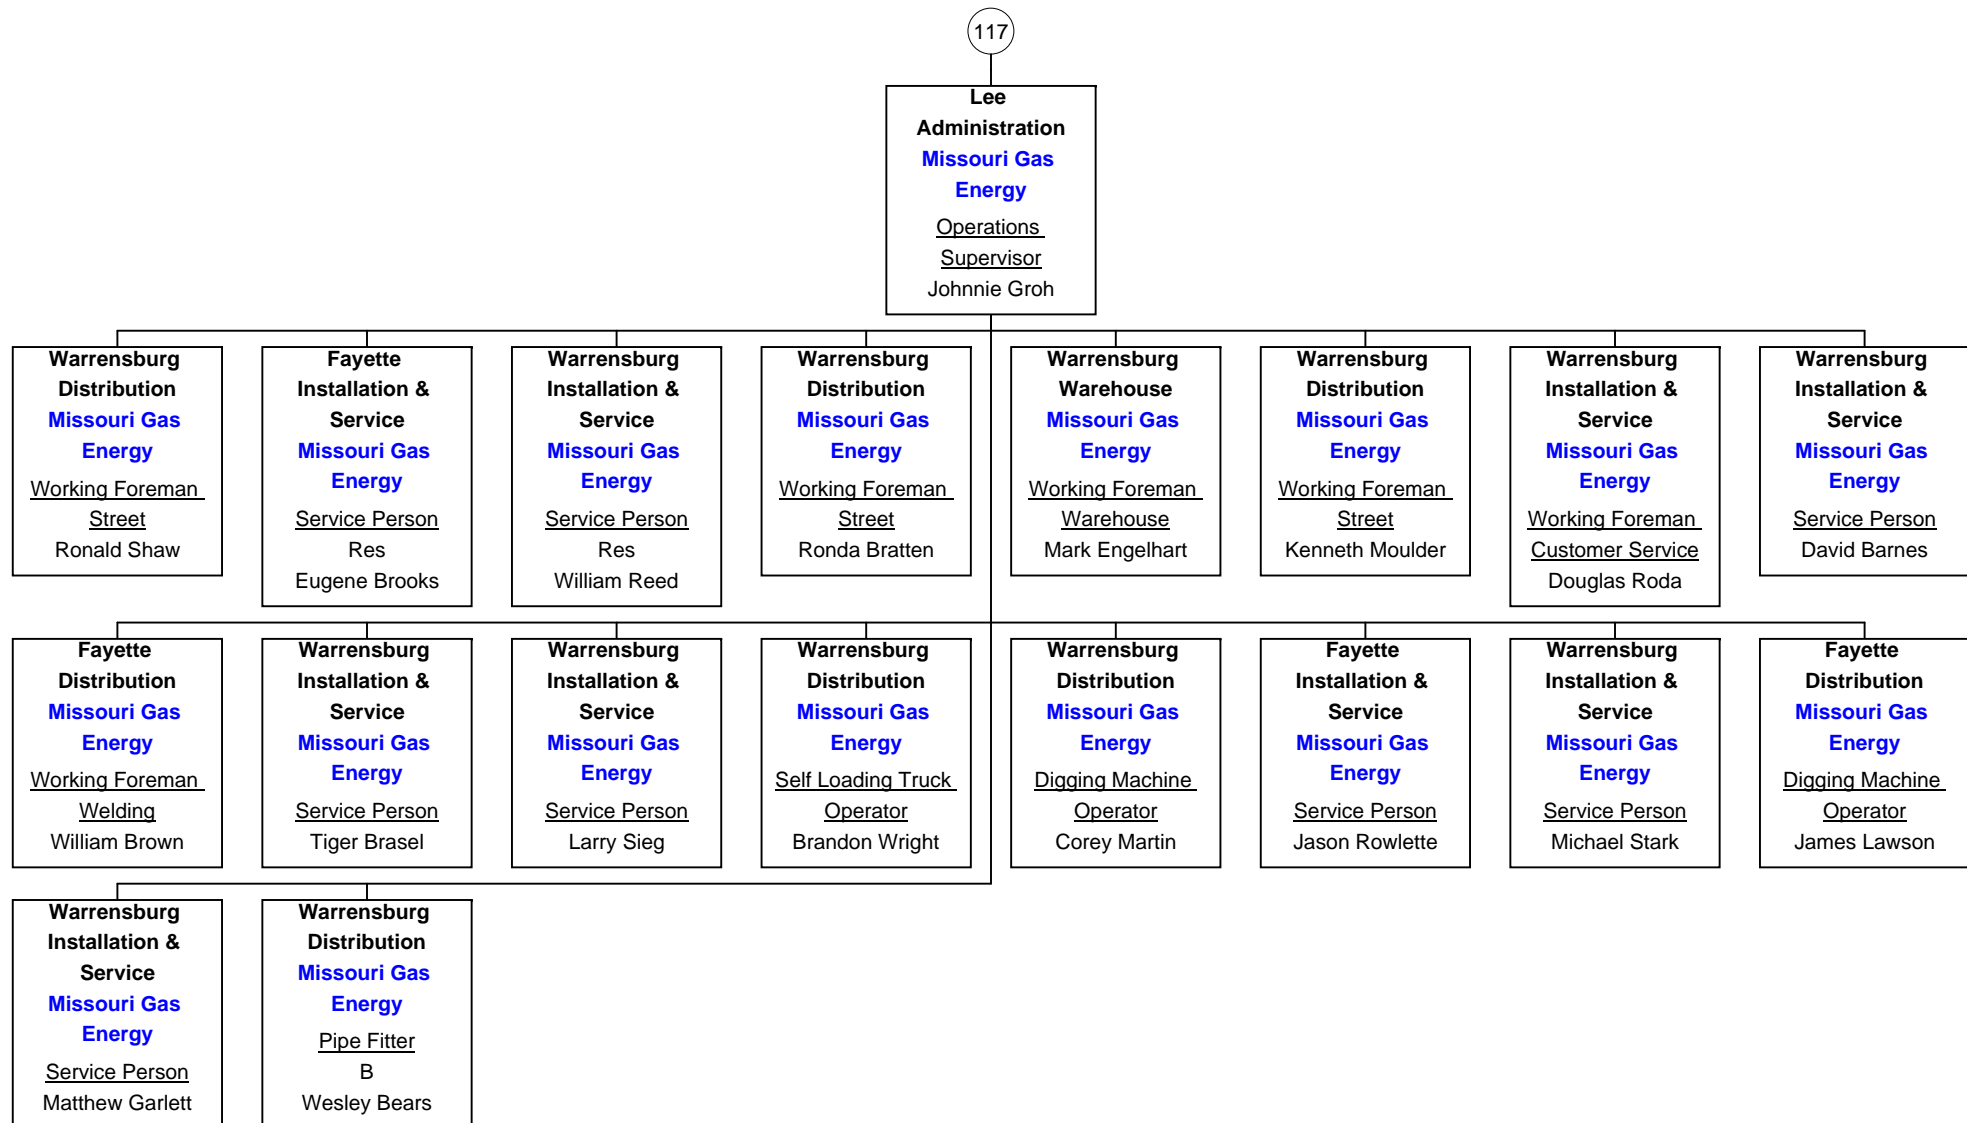 117
Lee
Administration
Missouri Gas
Energy
Operations
Supervisor
Johnnie Groh
Warrensburg
Distribution
Missouri Gas
Energy
Working Foreman
Street
Ronald Shaw
Fayette
Installation &
Service
Missouri Gas
Energy
Service Person
Res
Eugene Brooks
Warrensburg
Installation &
Service
Missouri Gas
Energy
Service Person
Res
William Reed
Warrensburg
Distribution
Missouri Gas
Energy
Working Foreman
Street
Ronda Bratten
Warrensburg
Warehouse
Missouri Gas
Energy
Working Foreman
Warehouse
Mark Engelhart
Warrensburg
Distribution
Missouri Gas
Energy
Working Foreman
Street
Kenneth Moulder
Warrensburg
Installation &
Service
Missouri Gas
Energy
Working Foreman
Customer Service
Douglas Roda
Warrensburg
Installation &
Service
Missouri Gas
Energy
Service Person
David Barnes
Fayette
Distribution
Missouri Gas
Energy
Working Foreman
Welding
William Brown
Warrensburg
Installation &
Service
Missouri Gas
Energy
Service Person
Tiger Brasel
Warrensburg
Installation &
Service
Missouri Gas
Energy
Service Person
Larry Sieg
Warrensburg
Distribution
Missouri Gas
Energy
Self Loading Truck
Operator
Brandon Wright
Warrensburg
Distribution
Missouri Gas
Energy
Digging Machine
Operator
Corey Martin
Fayette
Installation &
Service
Missouri Gas
Energy
Service Person
Jason Rowlette
Warrensburg
Installation &
Service
Missouri Gas
Energy
Service Person
Michael Stark
Fayette
Distribution
Missouri Gas
Energy
Digging Machine
Operator
James Lawson
Warrensburg
Installation &
Service
Missouri Gas
Energy
Service Person
Matthew Garlett
Warrensburg
Distribution
Missouri Gas
Energy
Pipe Fitter
B
Wesley Bears